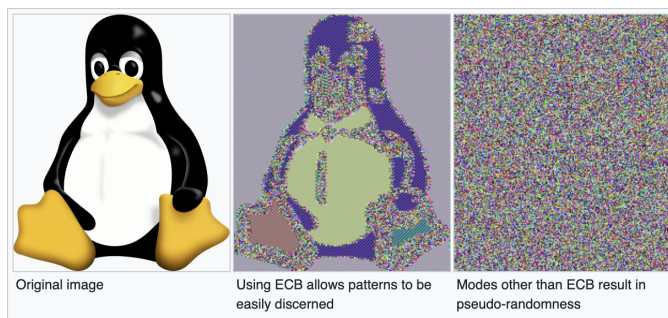 Original image
Using ECB allows patterns to be
easily discerned
Modes other than ECB result in
pseudo-randomness